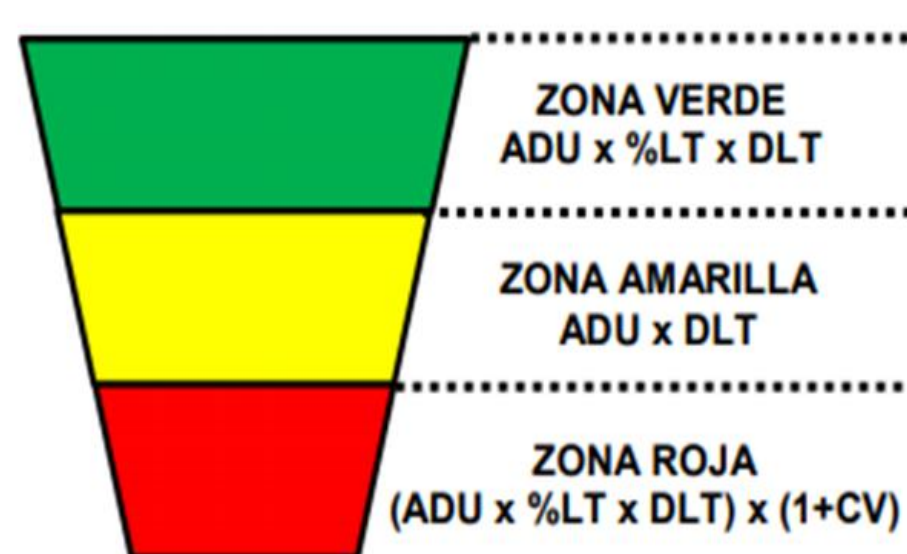 ZONA VERDE
ADU x %LT x DLT
ZONA AMARILLA
ADU x DLT
ZONA ROJA
(ADU x %LT x DLT) x (1+CV)